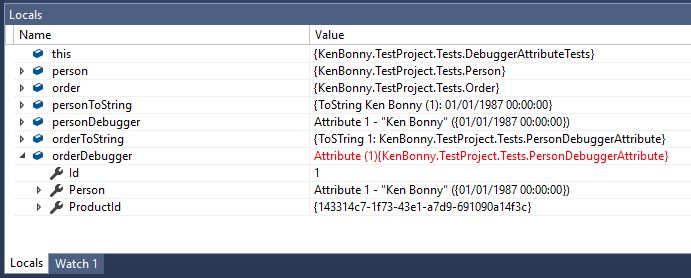 Locals
Name Value
this {KenBonny.TestProject.Tests.DebuggerAttributeTests}
person {KenBonny.TestProject.Tests.Person}
order {KenBonny.TestProject.Tests.Order}
personToString {ToString Ken Bonny (1): 01/01/1987 00:00:00}
personDebugger Attribute 1 - "Ken Bonny" ({01/01/1987 00:00:00})
orderToString {ToSTring 1: KenBonny.TestProject.Tests.PersonDebuggerAttribute}
orderDebugger Attribute (1){KenBonny.TestProject.Tests.PersonDebuggerAttribute}
Id 1
Person Attribute 1 - "Ken Bonny" ({01/01/1987 00:00:00})
ProductId {143314c7-1f73-43e1-a7d9-691090a14f3c}
Locals Watch 1